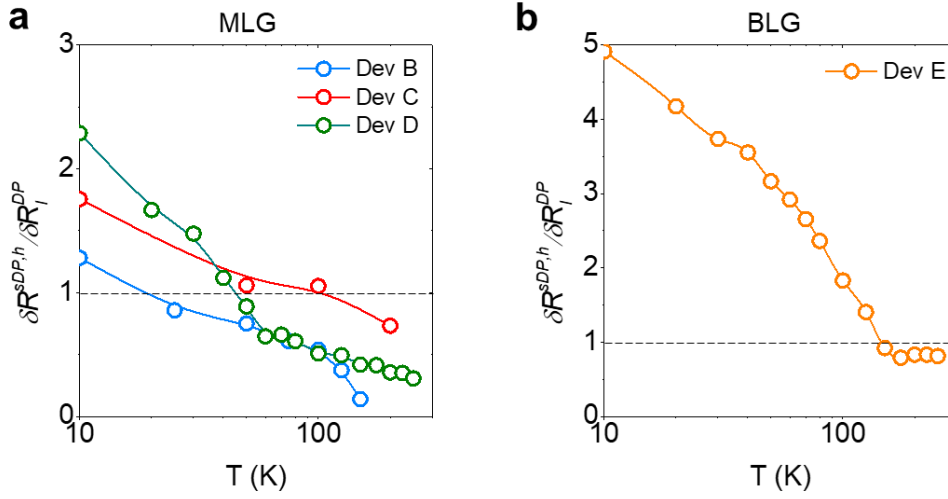 a
MLG
3
2
1
0
10
100
Dev B
Dev C
Dev D
δR^{sDP,h}/δR_l^{DP}
T (K)
b
BLG
5
4
3
2
1
0
10
100
Dev E
δR^{sDP,h}/δR_l^{DP}
T (K)